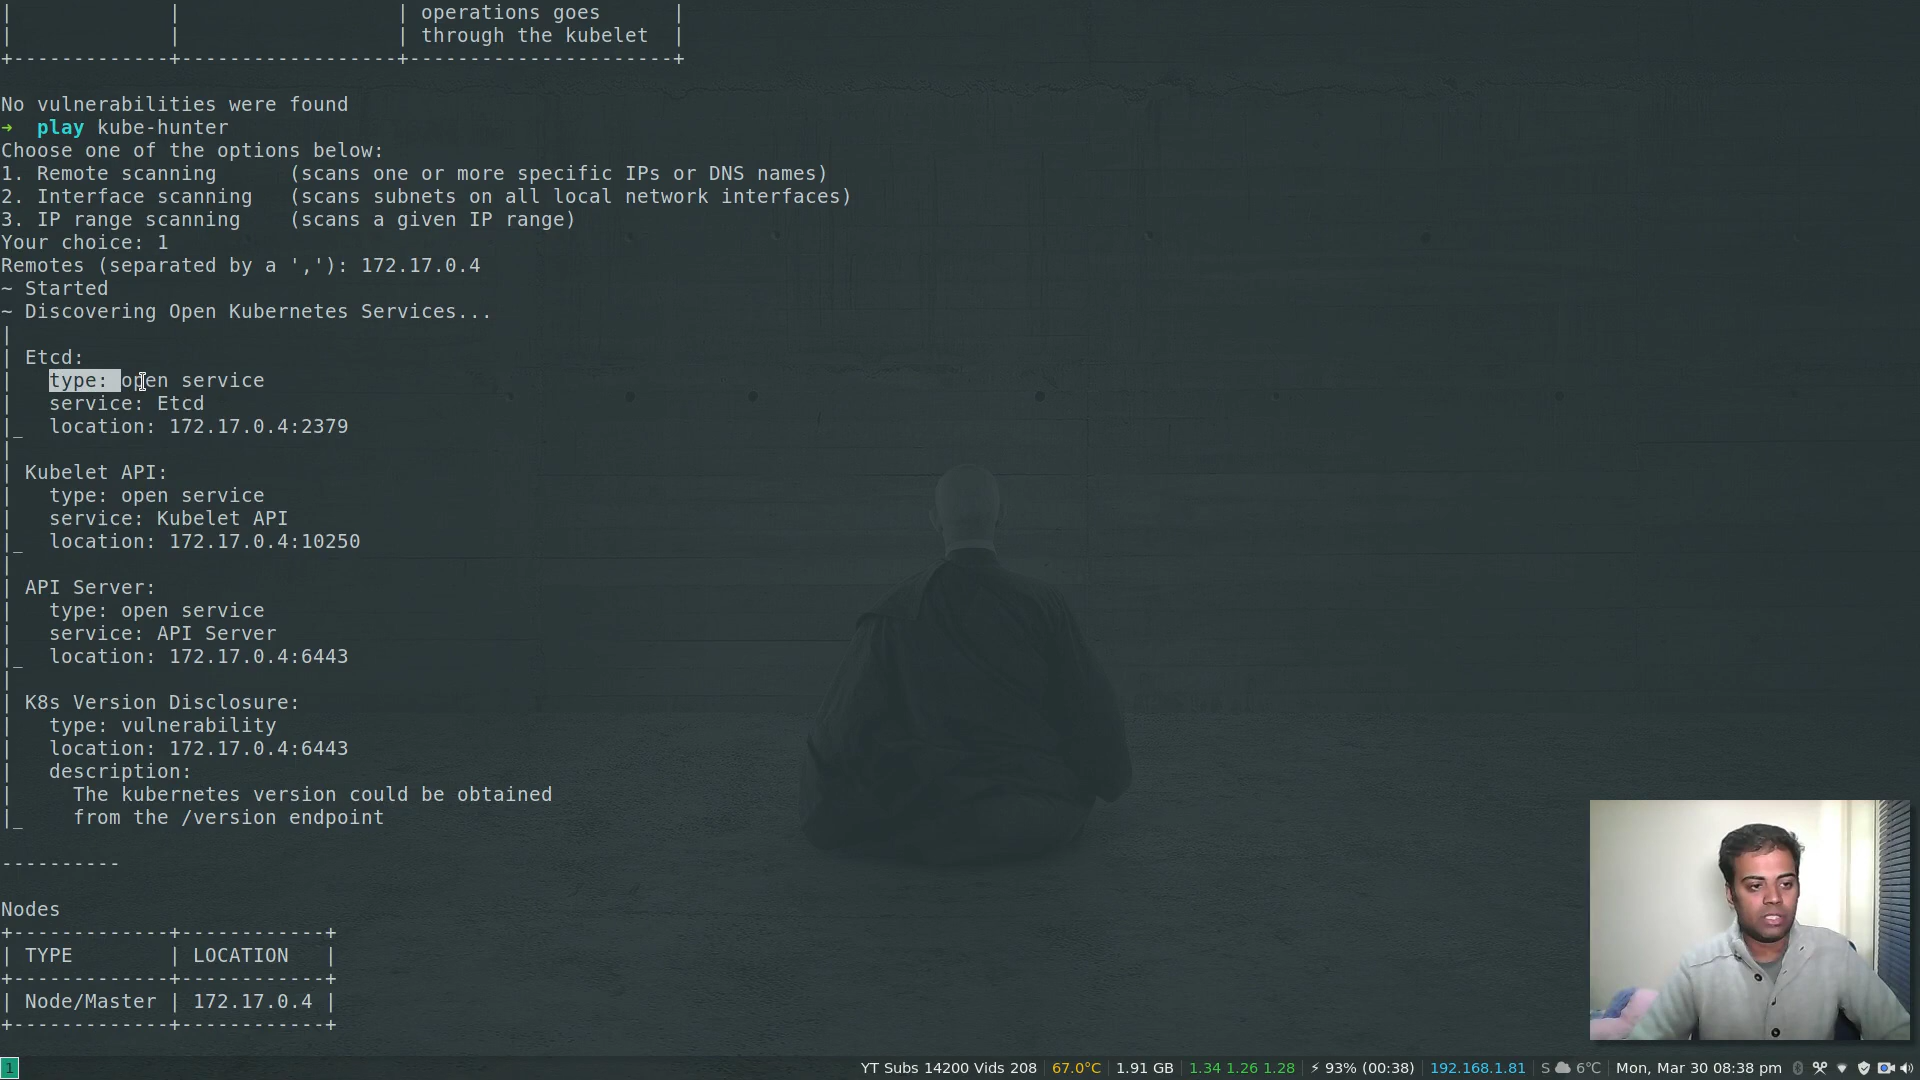 |             |                  | operations goes      |
|             |                  | through the kubelet  |
+-------------+------------------+----------------------+
No vulnerabilities were found
➜  play kube-hunter
Choose one of the options below:
1. Remote scanning      (scans one or more specific IPs or DNS names)
2. Interface scanning   (scans subnets on all local network interfaces)
3. IP range scanning    (scans a given IP range)
Your choice: 1
Remotes (separated by a ','): 172.17.0.4
~ Started
~ Discovering Open Kubernetes Services...
|
| Etcd:
|   type: open service
|   service: Etcd
|_  location: 172.17.0.4:2379
|
| Kubelet API:
|   type: open service
|   service: Kubelet API
|_  location: 172.17.0.4:10250
|
| API Server:
|   type: open service
|   service: API Server
|_  location: 172.17.0.4:6443
|
| K8s Version Disclosure:
|   type: vulnerability
|   location: 172.17.0.4:6443
|   description:
|     The kubernetes version could be obtained
|_    from the /version endpoint
----------
Nodes
+-------------+------------+
| TYPE        | LOCATION   |
+-------------+------------+
| Node/Master | 172.17.0.4 |
+-------------+------------+
1 YT Subs 14200 Vids 208 67.0°C 1.91 GB 1.34 1.26 1.28 ⚡ 93% (00:38) 192.168.1.81 S 6°C Mon, Mar 30 08:38 pm